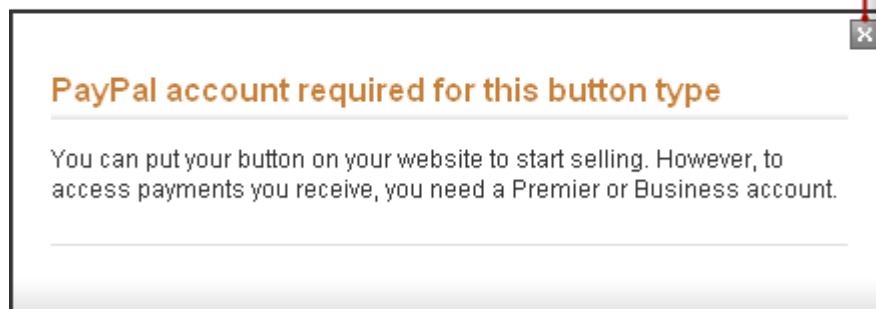 PayPal account required for this button type
You can put your button on your website to start selling. However, to
access payments you receive, you need a Premier or Business account.